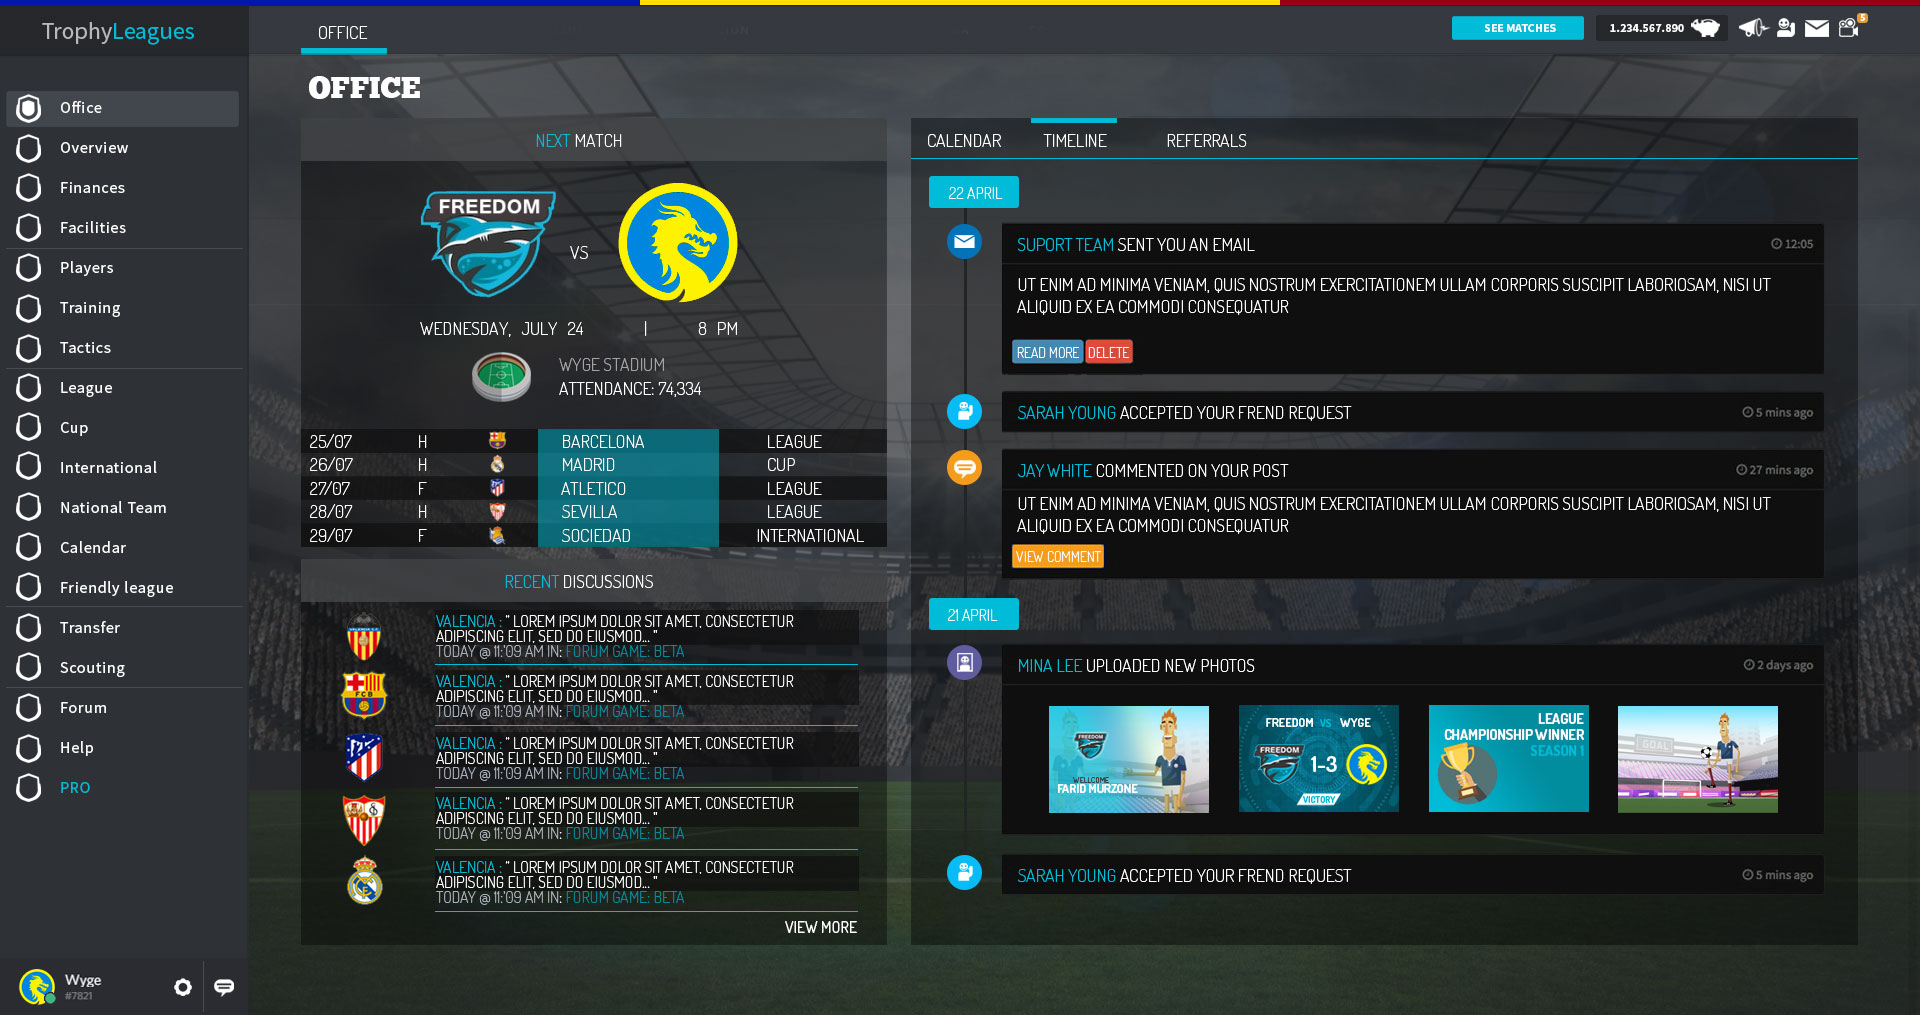 TrophyLeagues
OFFICE
SEE MATCHES
1.234.567.890
5
OFFICE
Office
Overview
Finances
Facilities
Players
Training
Tactics
League
Cup
International
National Team
Calendar
Friendly league
Transfer
Scouting
Forum
Help
PRO
Wyge
#7821
NEXT MATCH
FREEDOM
VS
WEDNESDAY, JULY 24 | 8 PM
WYGE STADIUM
ATTENDANCE: 74,334
25/07 H BARCELONA LEAGUE
26/07 H MADRID CUP
27/07 F ATLETICO LEAGUE
28/07 H SEVILLA LEAGUE
29/07 F SOCIEDAD INTERNATIONAL
RECENT DISCUSSIONS
VALENCIA : " LOREM IPSUM DOLOR SIT AMET, CONSECTETUR
ADIPISCING ELIT, SED DO EIUSMOD... "
TODAY @ 11:'09 AM IN: FORUM GAME: BETA
FCB
VALENCIA : " LOREM IPSUM DOLOR SIT AMET, CONSECTETUR
ADIPISCING ELIT, SED DO EIUSMOD... "
TODAY @ 11:'09 AM IN: FORUM GAME: BETA
VALENCIA : " LOREM IPSUM DOLOR SIT AMET, CONSECTETUR
ADIPISCING ELIT, SED DO EIUSMOD... "
TODAY @ 11:'09 AM IN: FORUM GAME: BETA
VALENCIA : " LOREM IPSUM DOLOR SIT AMET, CONSECTETUR
ADIPISCING ELIT, SED DO EIUSMOD... "
TODAY @ 11:'09 AM IN: FORUM GAME: BETA
VALENCIA : " LOREM IPSUM DOLOR SIT AMET, CONSECTETUR
ADIPISCING ELIT, SED DO EIUSMOD... "
TODAY @ 11:'09 AM IN: FORUM GAME: BETA
VIEW MORE
CALENDAR TIMELINE REFERRALS
22 APRIL
SUPORT TEAM SENT YOU AN EMAIL 12:05
UT ENIM AD MINIMA VENIAM, QUIS NOSTRUM EXERCITATIONEM ULLAM CORPORIS SUSCIPIT LABORIOSAM, NISI UT
ALIQUID EX EA COMMODI CONSEQUATUR
READ MORE DELETE
SARAH YOUNG ACCEPTED YOUR FREND REQUEST 5 mins ago
JAY WHITE COMMENTED ON YOUR POST 27 mins ago
UT ENIM AD MINIMA VENIAM, QUIS NOSTRUM EXERCITATIONEM ULLAM CORPORIS SUSCIPIT LABORIOSAM, NISI UT
ALIQUID EX EA COMMODI CONSEQUATUR
VIEW COMMENT
21 APRIL
MINA LEE UPLOADED NEW PHOTOS 2 days ago
FREEDOM
WELLCOME
FARID MURZONE
FREEDOM VS WYGE
FREEDOM
1-3
VICTORY
LEAGUE
CHAMPIONSHIP WINNER
SEASON 1
GOAL
SARAH YOUNG ACCEPTED YOUR FREND REQUEST 5 mins ago